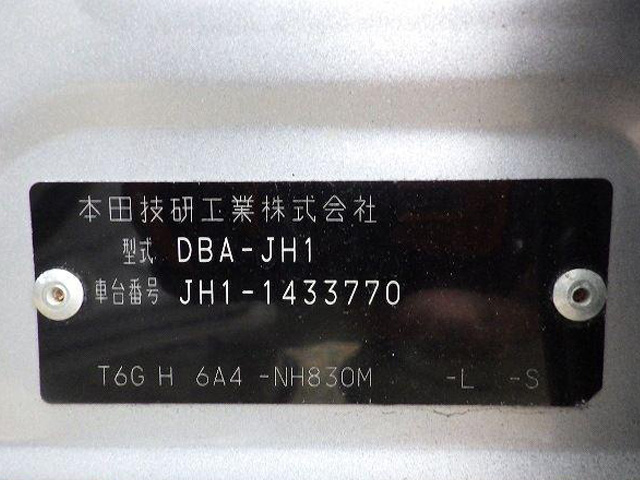 本田技研工業株式会社
型式 DBA-JH1
車台番号 JH1-1433770
T6G H 6A4 -NH830M -L -S